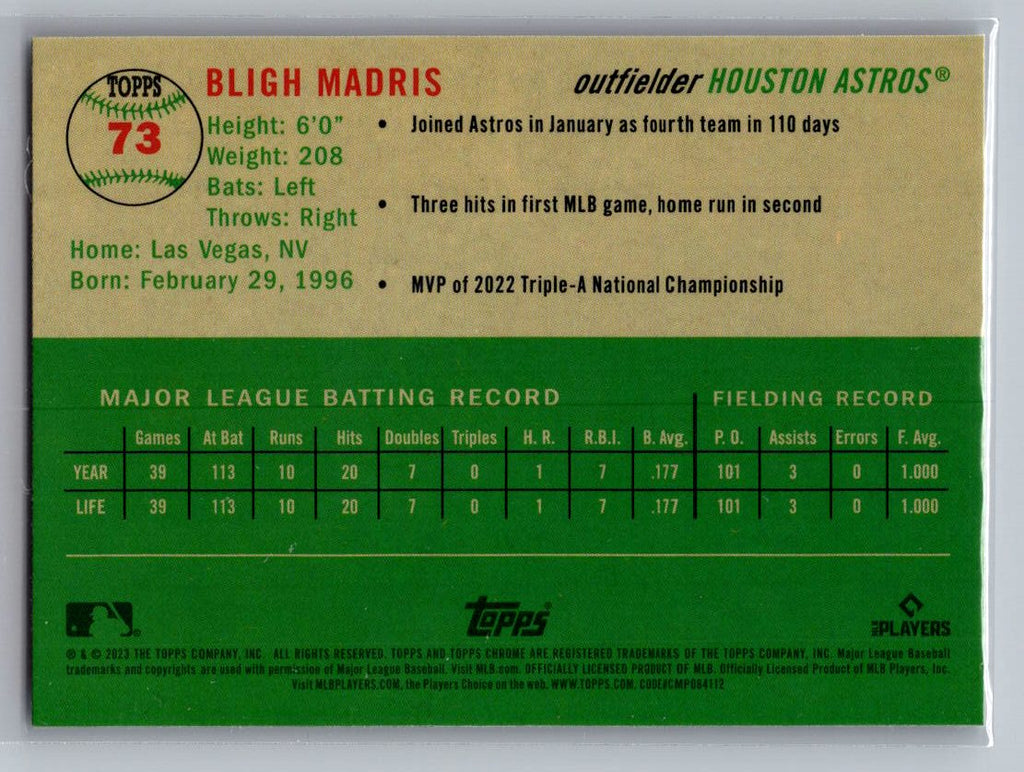 TOPPS
73
BLIGH MADRIS
outfielder HOUSTON ASTROS®
Height: 6'0"
Weight: 208
Bats: Left
Throws: Right
Home: Las Vegas, NV
Born: February 29, 1996
• Joined Astros in January as fourth team in 110 days
• Three hits in first MLB game, home run in second
• MVP of 2022 Triple-A National Championship
MAJOR LEAGUE BATTING RECORD FIELDING RECORD
Games At Bat Runs Hits Doubles Triples H. R. R.B.I. B. Avg. P. O. Assists Errors F. Avg.
YEAR 39 113 10 20 7 0 1 7 .177 101 3 0 1.000
LIFE 39 113 10 20 7 0 1 7 .177 101 3 0 1.000
topps®
MLB PLAYERS
® & © 2023 THE TOPPS COMPANY, INC. ALL RIGHTS RESERVED. TOPPS AND TOPPS CHROME ARE REGISTERED TRADEMARKS OF THE TOPPS COMPANY, INC. Major League Baseball
trademarks and copyrights are used with permission of Major League Baseball. Visit MLB.com. OFFICIALLY LICENSED PRODUCT OF MLB. Officially Licensed Product of MLB Players, Inc.
Visit MLBPLAYERS.COM, the Players Choice on the web. WWW.TOPPS.COM. CODE#CMP084112